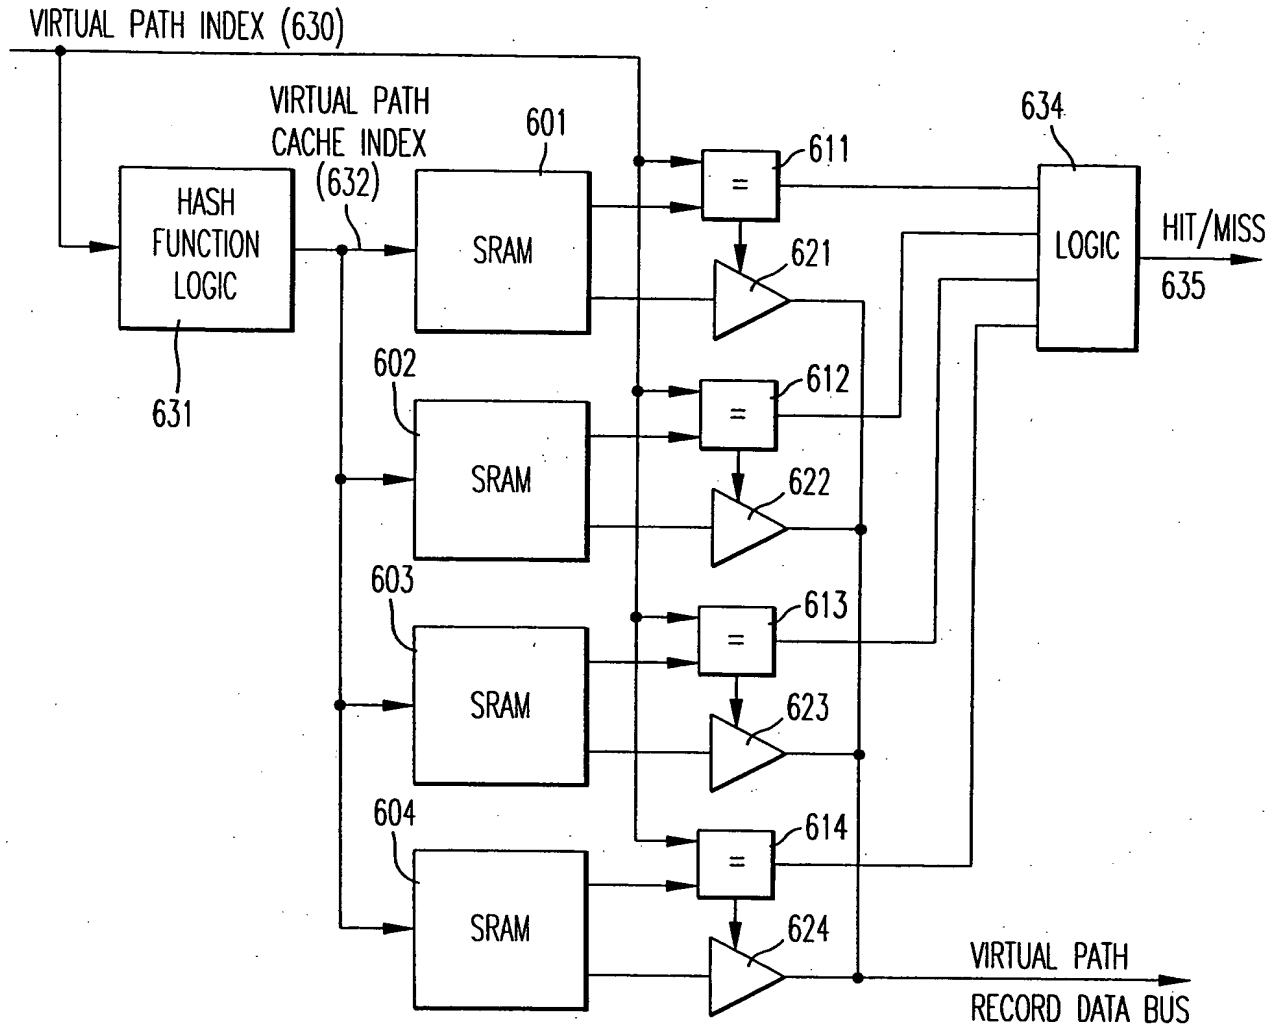 VIRTUAL PATH INDEX (630)
VIRTUAL PATH
CACHE INDEX
(632)
601
611
634
HASH
FUNCTION
LOGIC
SRAM
=
LOGIC
HIT/MISS
635
621
631
602
612
SRAM
=
622
603
613
SRAM
=
623
604
614
SRAM
=
624
VIRTUAL PATH
RECORD DATA BUS